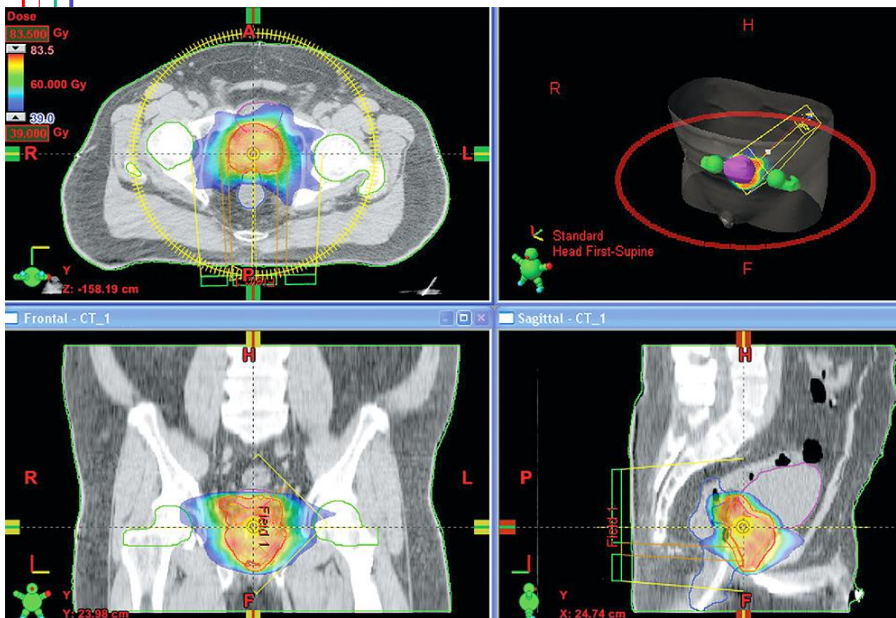 Dose
83.500 Gy
83.5
60.000 Gy
39.0
39.000 Gy
A
R
L
P
Y
Z: -158.19 cm
H
R
F
Standard
Head First-Supine
Frontal - CT_1
H
R
L
Field 1
F
Y
Y: 23.98 cm
Sagittal - CT_1
H
P
Field 1
F
Y
X: 24.74 cm